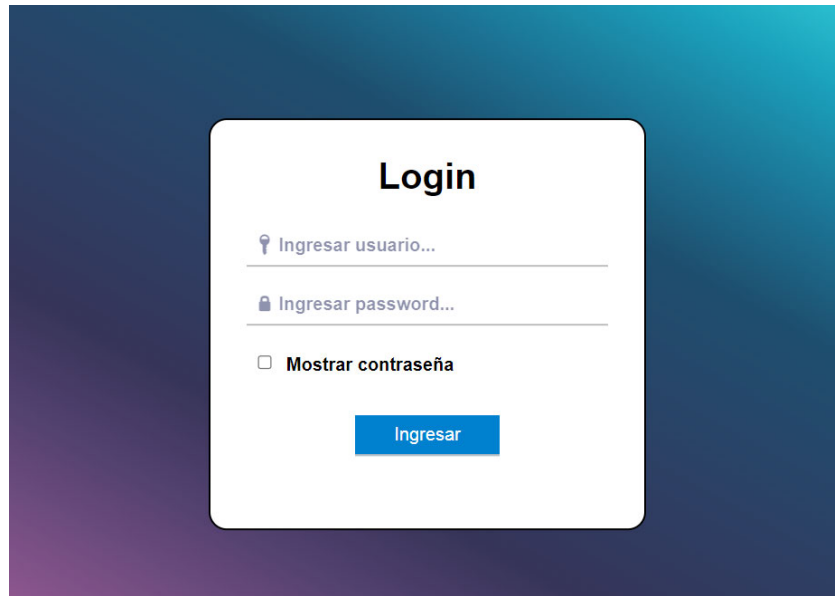 Login
Ingresar usuario...
Ingresar password...
Mostrar contraseña
Ingresar